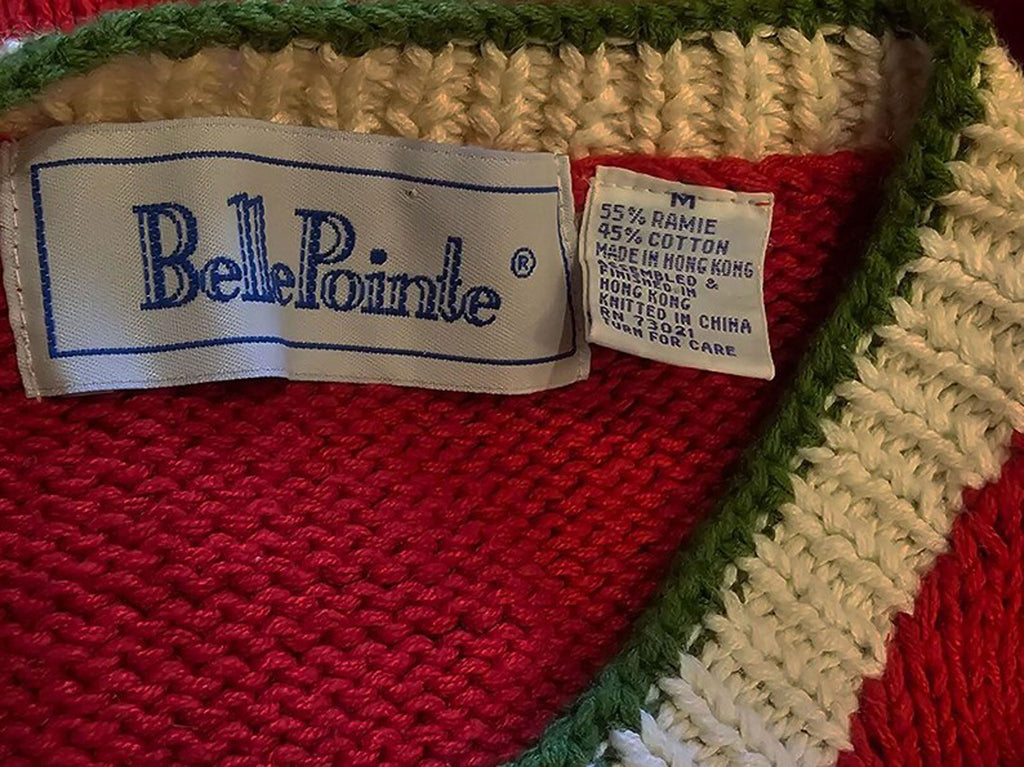 BellePointe ®
M
55% RAMIE
45% COTTON
MADE IN HONG KONG
ASSEMBLED &
FINISHED IN
HONG KONG
KNITTED IN CHINA
RN 73021
TURN FOR CARE